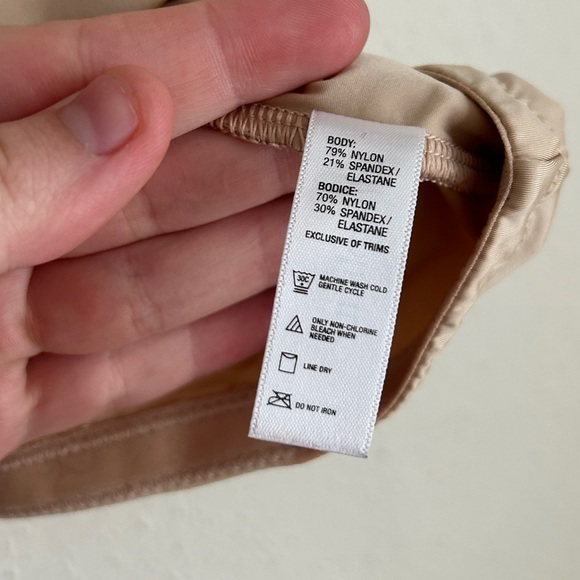 BODY:
79% NYLON
21% SPANDEX/
ELASTANE
BODICE:
70% NYLON
30% SPANDEX/
ELASTANE
EXCLUSIVE OF TRIMS
30C
MACHINE WASH COLD
GENTLE CYCLE
ONLY NON-CHLORINE
BLEACH WHEN
NEEDED
LINE DRY
DO NOT IRON